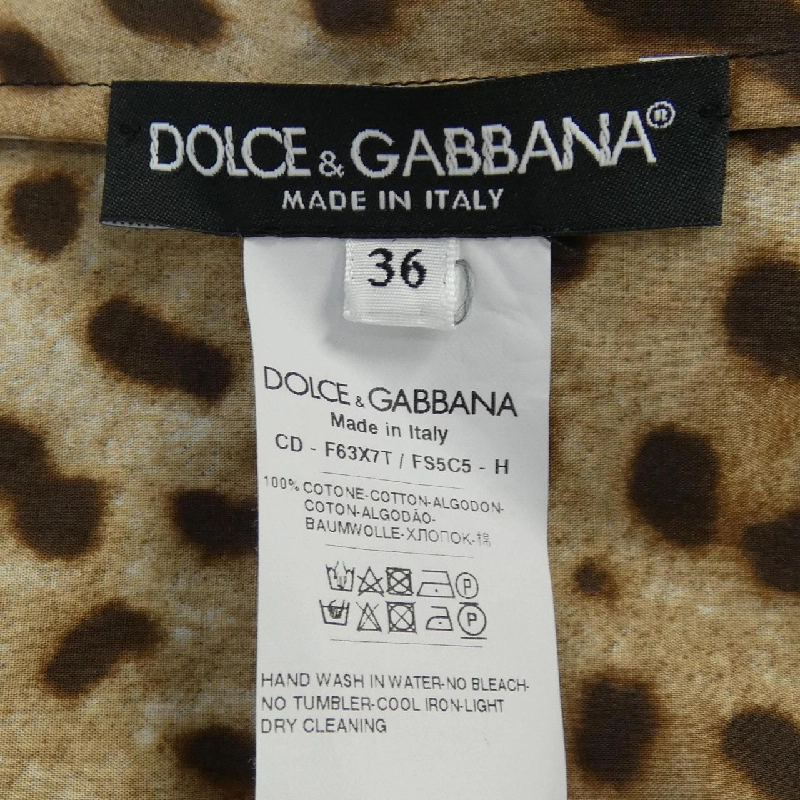 DOLCE & GABBANA®
MADE IN ITALY
36
DOLCE & GABBANA
Made in Italy
CD - F63X7T / FS5C5 - H
100% COTONE-COTTON-ALGODON-
COTON-ALGODÃO-
BAUMWOLLE-ХЛОПОК-棉
P
P
HAND WASH IN WATER-NO BLEACH-
NO TUMBLER-COOL IRON-LIGHT
DRY CLEANING